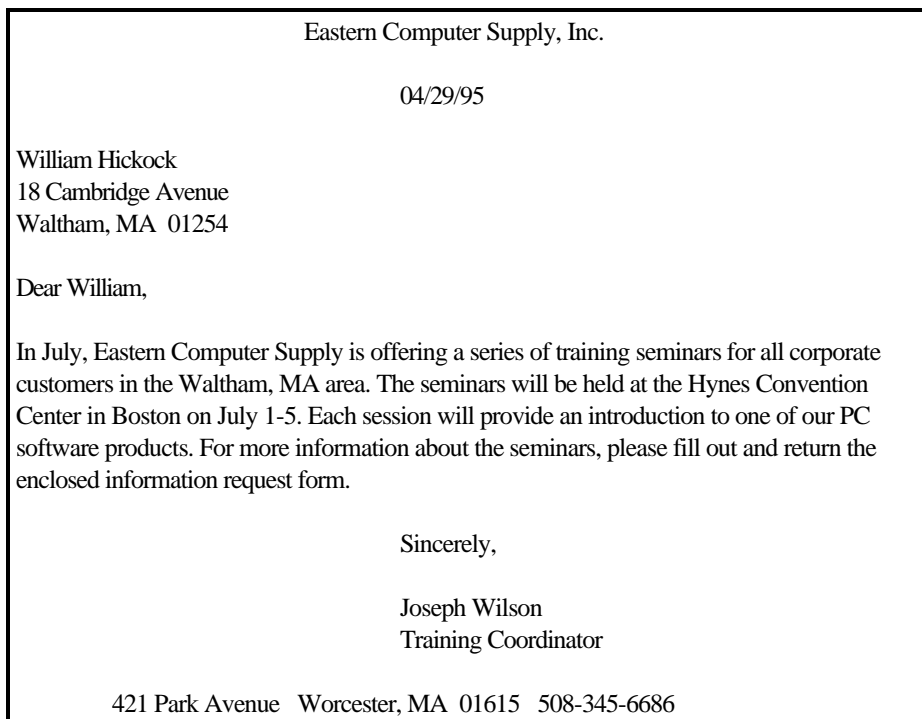 Eastern Computer Supply, Inc.
04/29/95
William Hickock
18 Cambridge Avenue
Waltham, MA  01254
Dear William,
In July, Eastern Computer Supply is offering a series of training seminars for all corporate
customers in the Waltham, MA area. The seminars will be held at the Hynes Convention
Center in Boston on July 1-5. Each session will provide an introduction to one of our PC
software products. For more information about the seminars, please fill out and return the
enclosed information request form.
Sincerely,
Joseph Wilson
Training Coordinator
421 Park Avenue   Worcester, MA  01615   508-345-6686